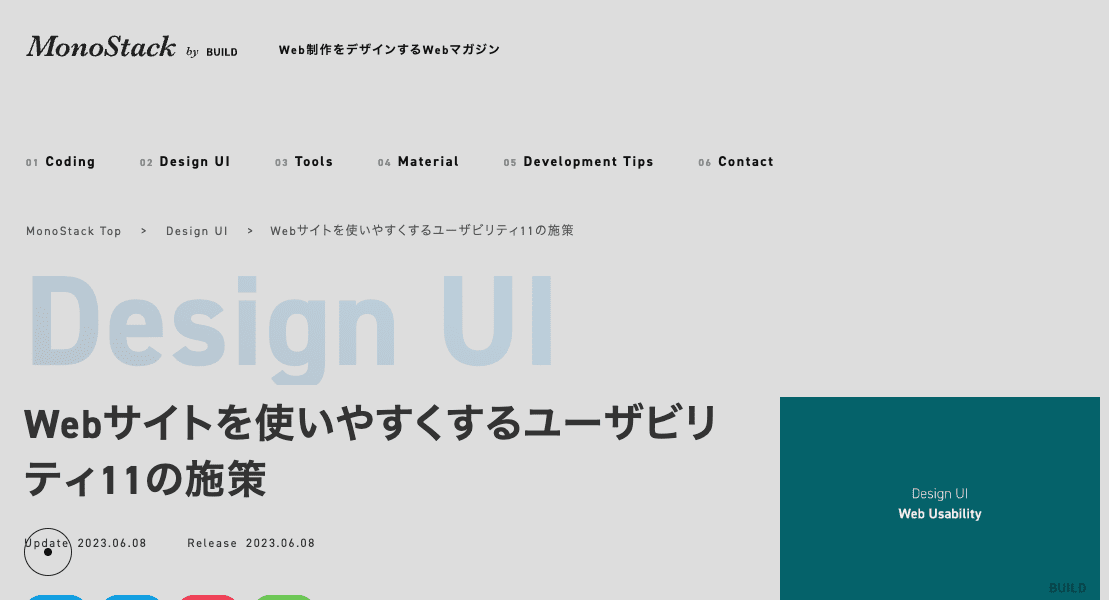 MonoStack by BUILD
Web制作をデザインするWebマガジン
01 Coding 02 Design UI 03 Tools 04 Material 05 Development Tips 06 Contact
MonoStack Top > Design UI > Webサイトを使いやすくするユーザビリティ11の施策
Design UI
Webサイトを使いやすくするユーザビリ
ティ11の施策
Update 2023.06.08 Release 2023.06.08
Design UI
Web Usability
BUILD